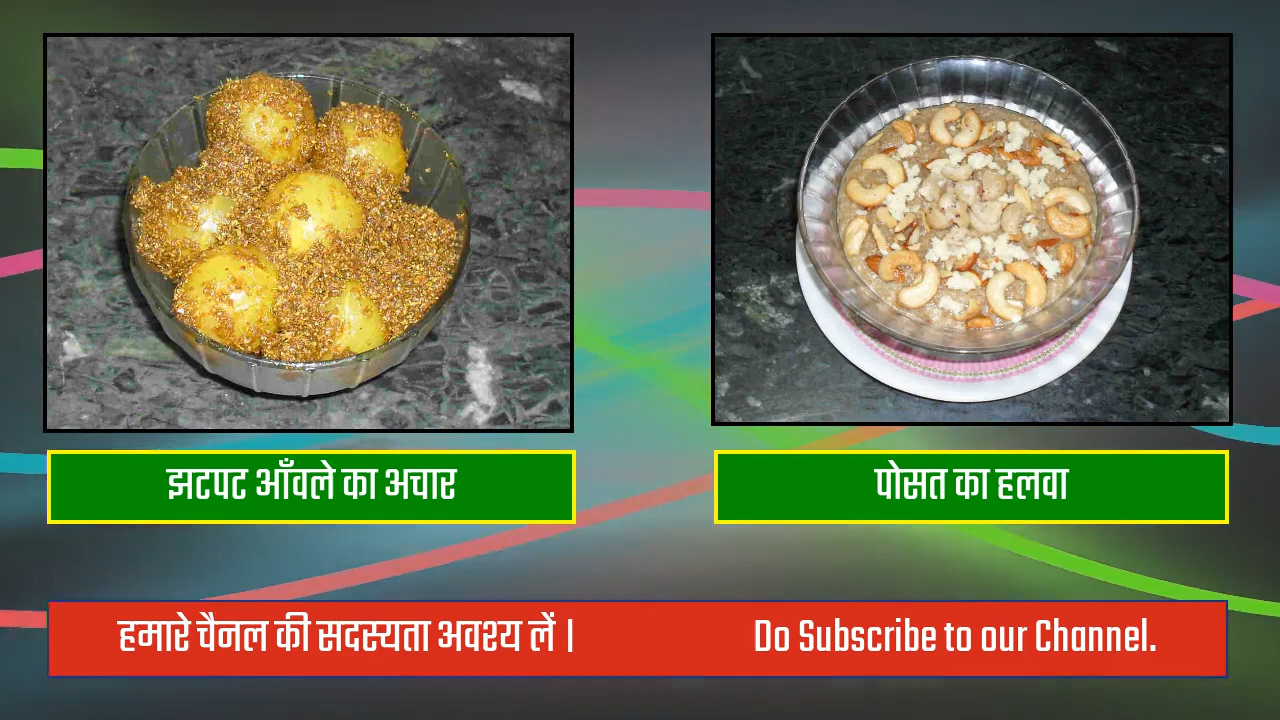 झटपट आँवले का अचार
पोसत का हलवा
हमारे चैनल की सदस्यता अवश्य लें।
Do Subscribe to our Channel.